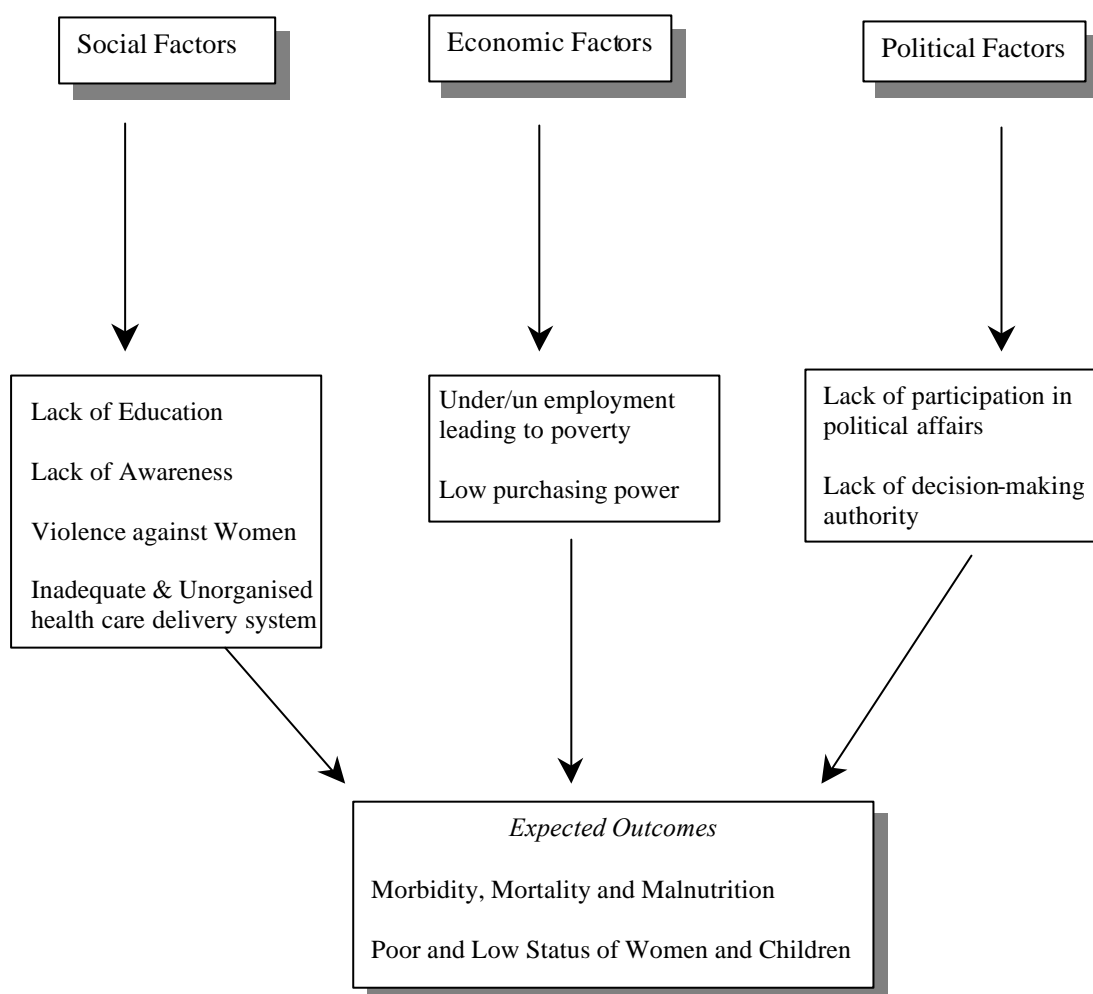 Social Factors
Economic Factors
Political Factors
Lack of Education
Lack of Awareness
Violence against Women
Inadequate & Unorganised
health care delivery system
Under/un employment
leading to poverty
Low purchasing power
Lack of participation in
political affairs
Lack of decision-making
authority
Expected Outcomes
Morbidity, Mortality and Malnutrition
Poor and Low Status of Women and Children